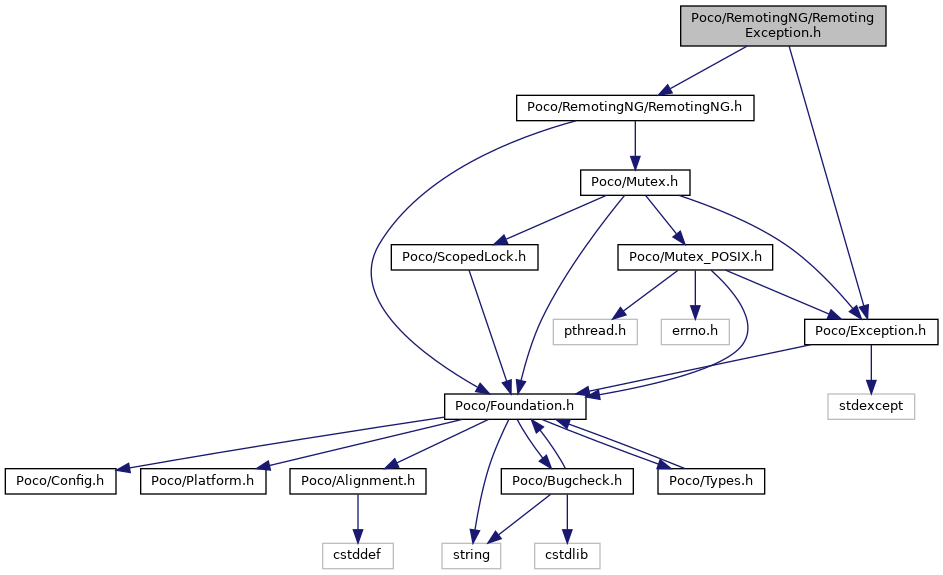 Poco/RemotingNG/Remoting
Exception.h
Poco/RemotingNG/RemotingNG.h
Poco/Mutex.h
Poco/ScopedLock.h
Poco/Mutex_POSIX.h
pthread.h
errno.h
Poco/Exception.h
Poco/Foundation.h
stdexcept
Poco/Config.h
Poco/Platform.h
Poco/Alignment.h
Poco/Bugcheck.h
Poco/Types.h
cstddef
string
cstdlib